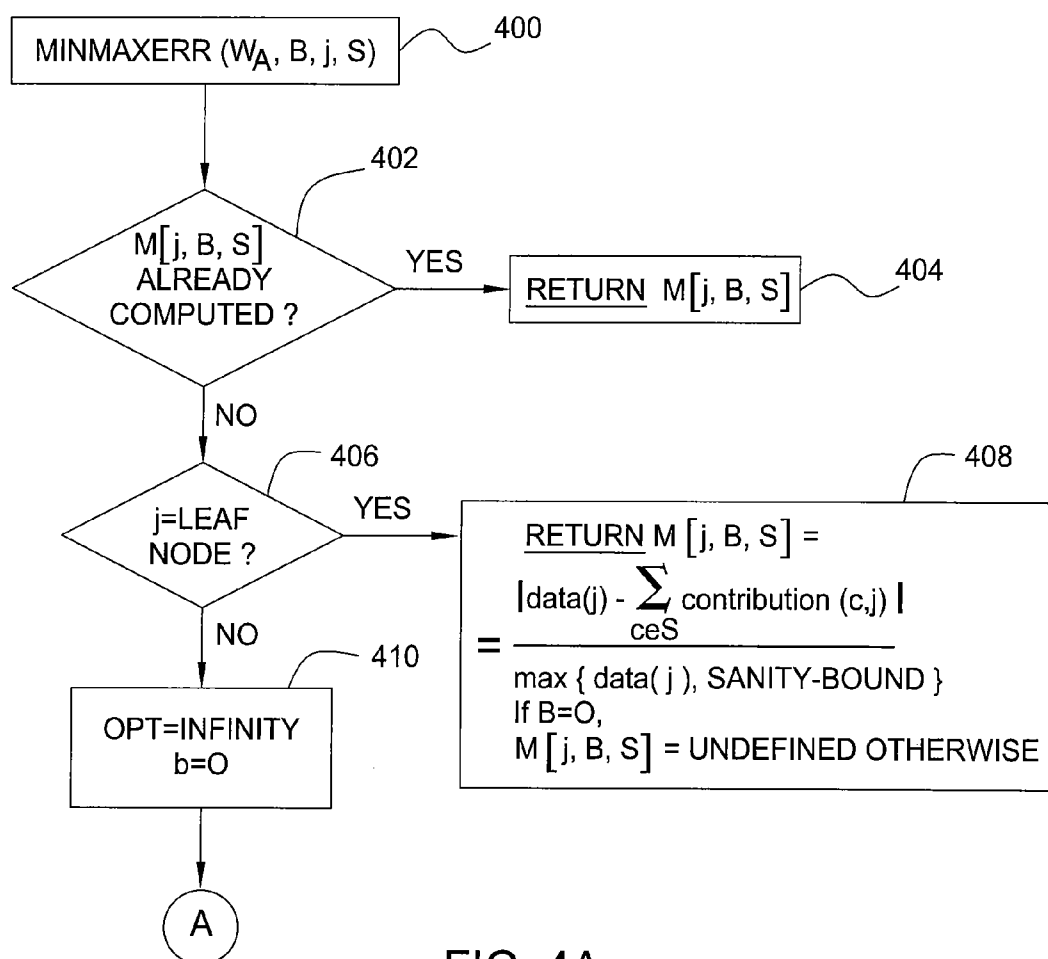 MINMAXERR (WA, B, j, S)
400
402
M[j, B, S]
ALREADY
COMPUTED ?
YES
RETURN M[j, B, S]
404
NO
406
j=LEAF
NODE ?
YES
408
RETURN M [j, B, S] =
= |data(j) - ∑ contribution (c,j) |
ceS
max { data( j ), SANITY-BOUND }
If B=O,
M [j, B, S] = UNDEFINED OTHERWISE
NO
410
OPT=INFINITY
b=O
A
FIG. 4A